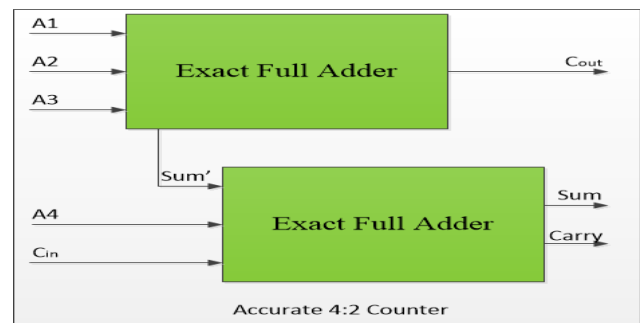 A1
A2
A3
Exact Full Adder
Cout
Sum'
A4
Cin
Exact Full Adder
Sum
Carry
Accurate 4:2 Counter